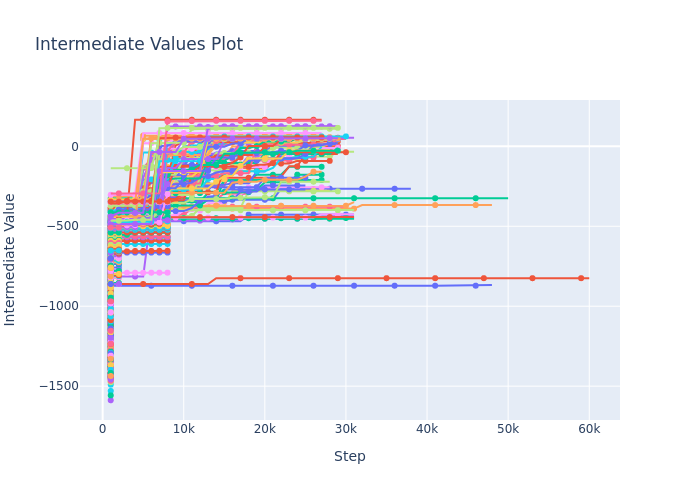 Intermediate Values Plot
Intermediate Value
0
−500
−1000
−1500
0
10k
20k
30k
40k
50k
60k
Step